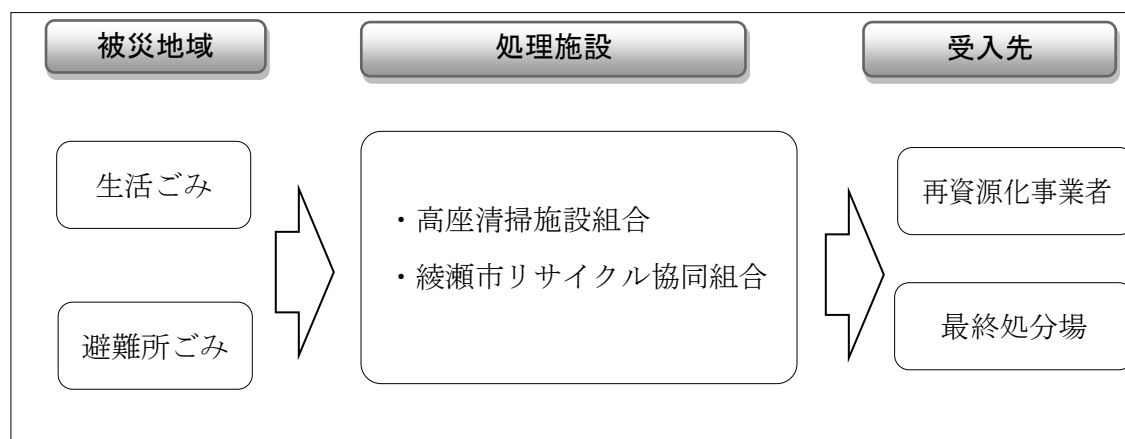 被災地域
処理施設
受入先
生活ごみ
避難所ごみ
・高座清掃施設組合
・綾瀬市リサイクル協同組合
再資源化事業者
最終処分場